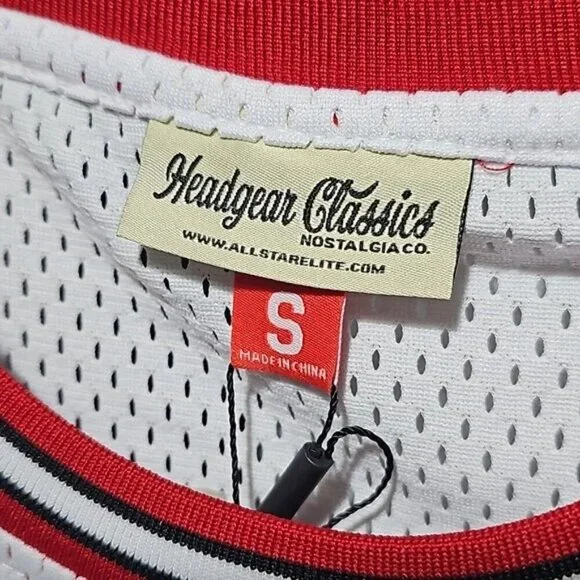 Headgear Classics
NOSTALGIA CO.
WWW.ALLSTARELITE.COM
S
MADE IN CHINA